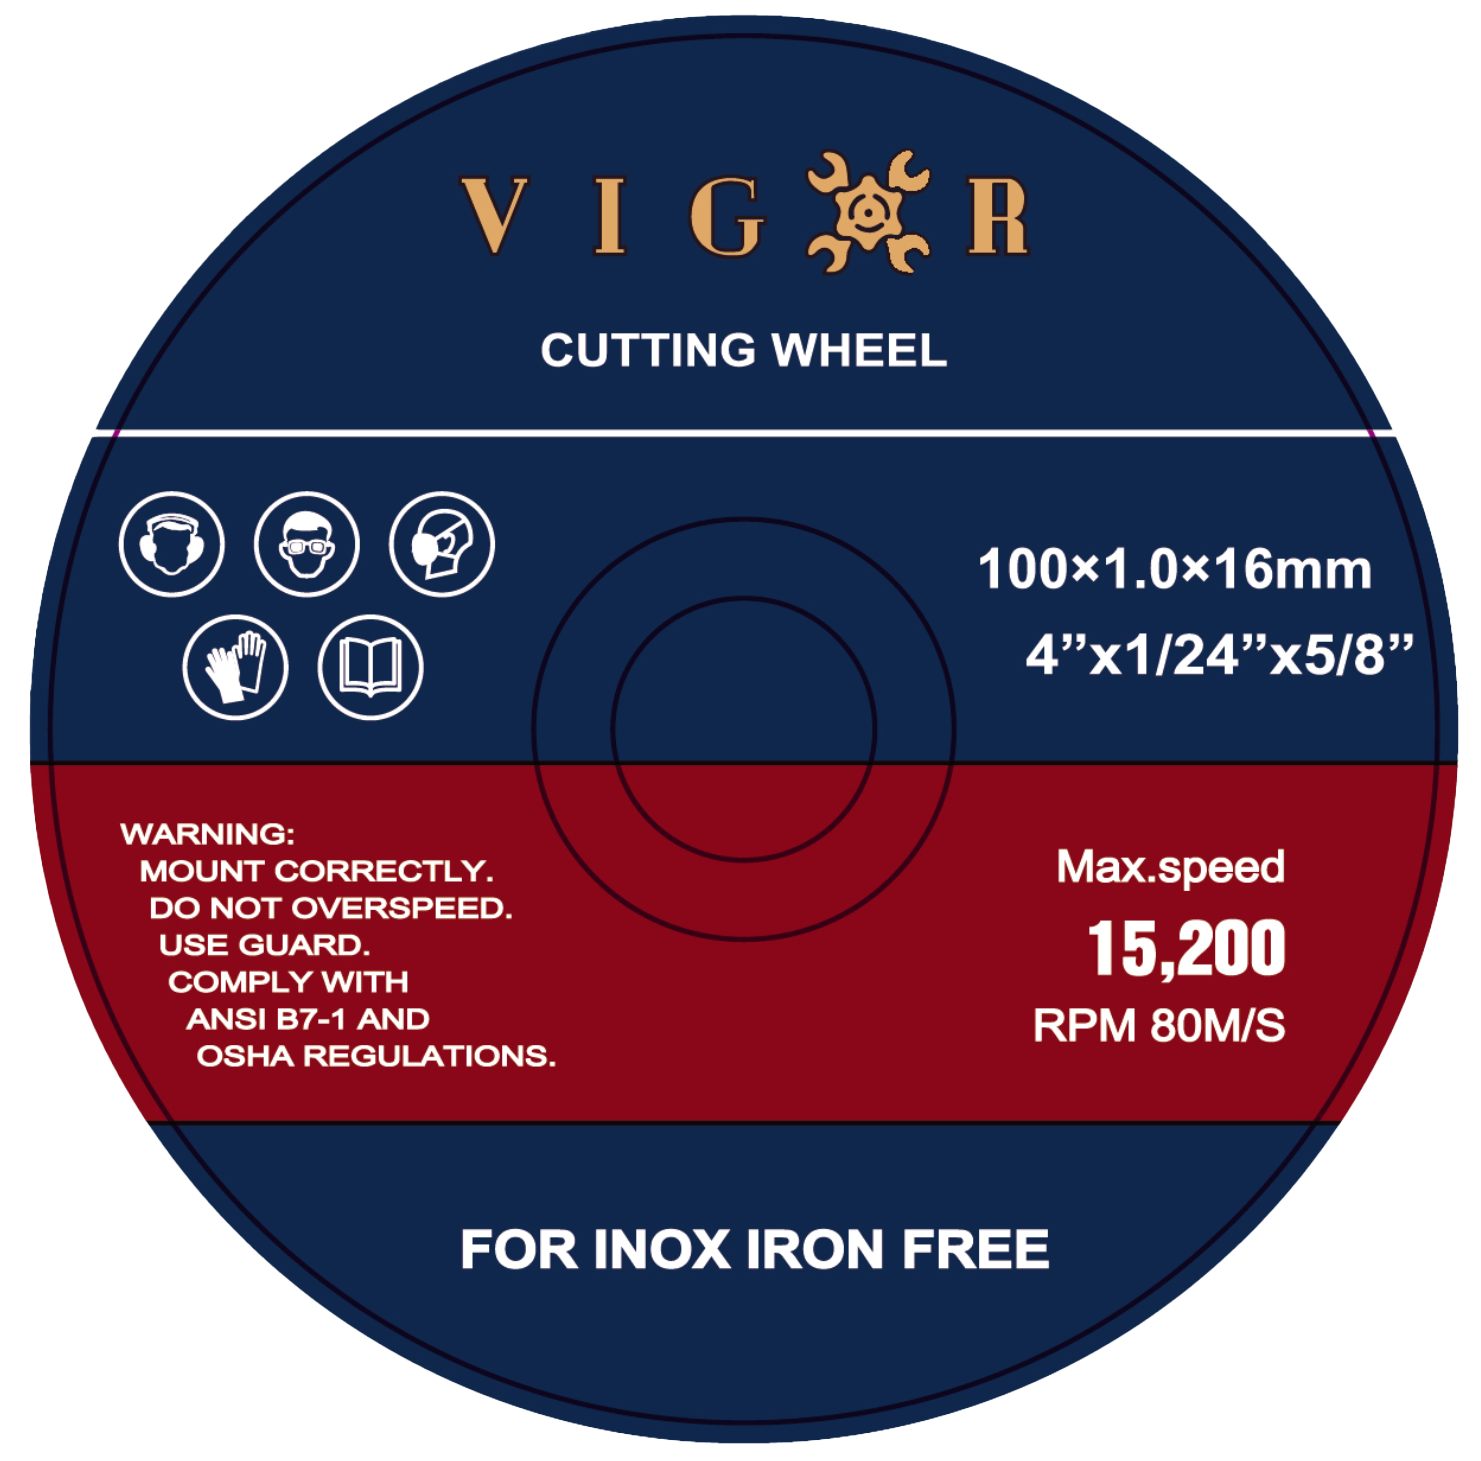 VIGOR
CUTTING WHEEL
100×1.0×16mm
4”x1/24”x5/8”
WARNING:
MOUNT CORRECTLY.
DO NOT OVERSPEED.
USE GUARD.
COMPLY WITH
ANSI B7-1 AND
OSHA REGULATIONS.
Max.speed
15,200
RPM 80M/S
FOR INOX IRON FREE